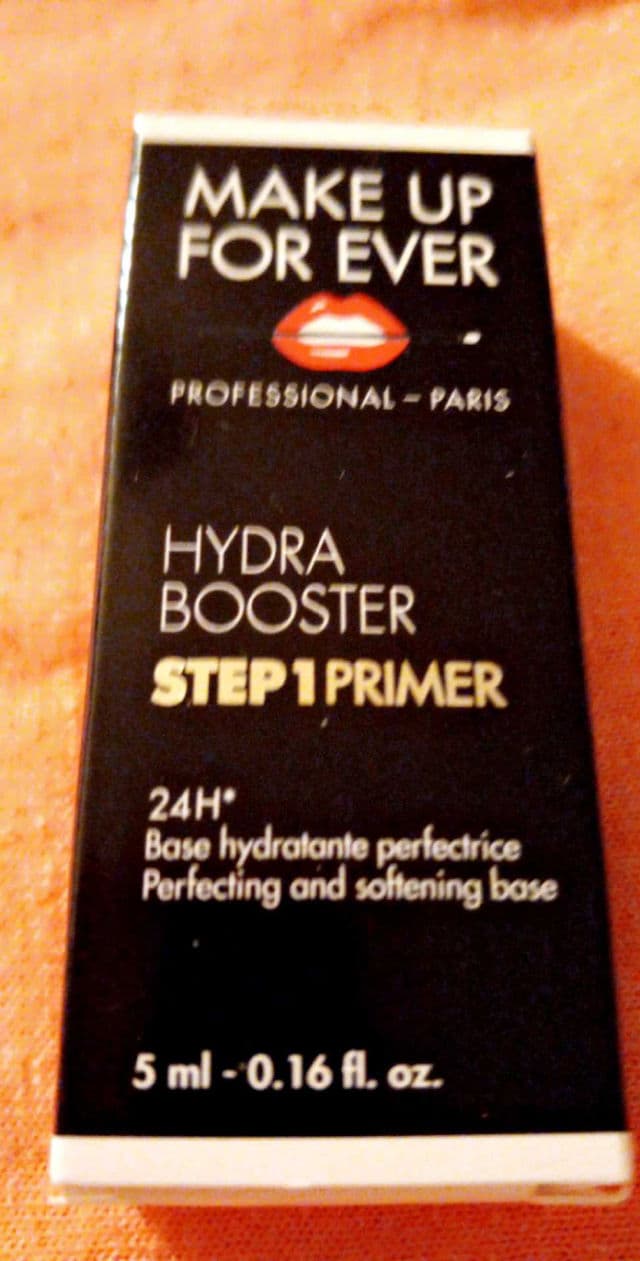 MAKE UP
FOR EVER
PROFESSIONAL – PARIS
HYDRA
BOOSTER
STEP 1 PRIMER
24H*
Base hydratante perfectrice
Perfecting and softening base
5 ml - 0.16 fl. oz.